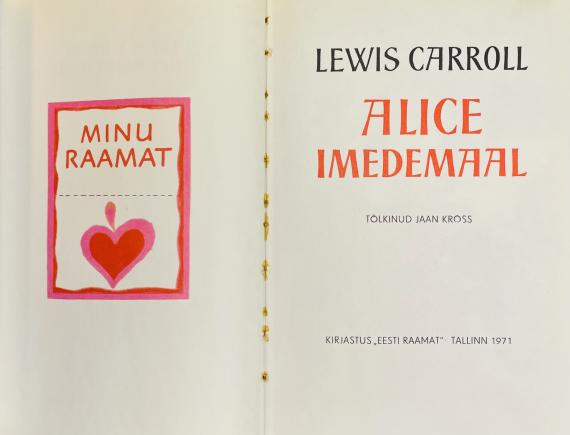 MINU
RAAMAT
LEWIS CARROLL
ALICE
IMEDEMAAL
TÕLKINUD JAAN KROSS
KIRJASTUS „EESTI RAAMAT“ · TALLINN 1971